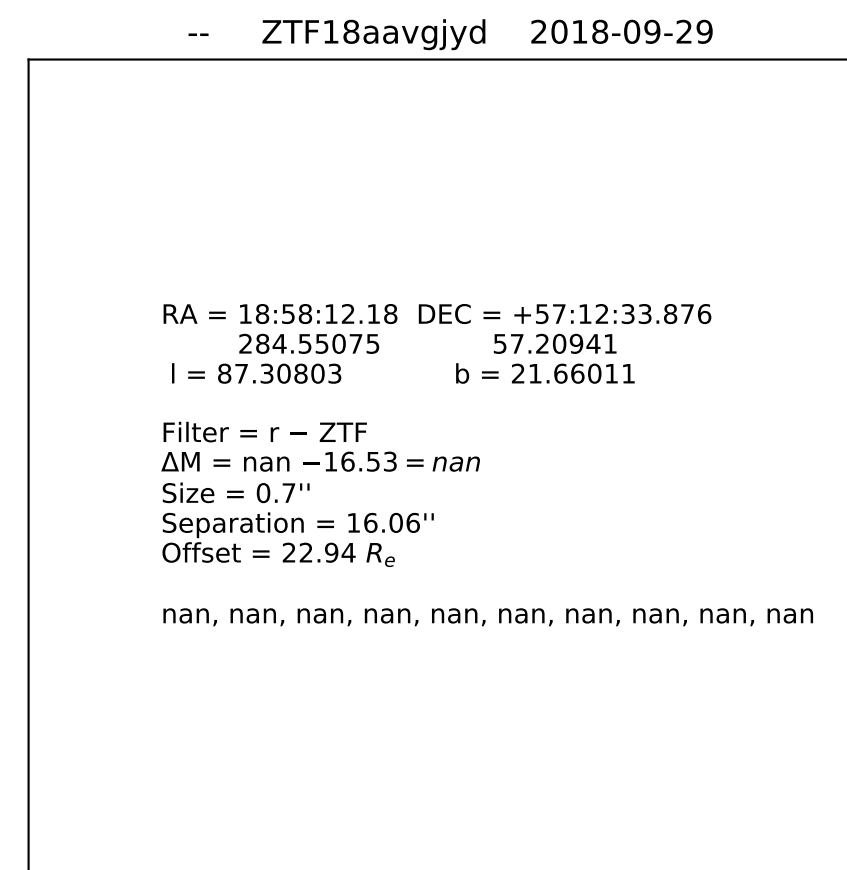 --    ZTF18aavgjyd    2018-09-29
RA = 18:58:12.18  DEC = +57:12:33.876
284.55075    57.20941
l = 87.30803    b = 21.66011
Filter = r − ZTF
ΔM = nan −16.53 = nan
Size = 0.7''
Separation = 16.06''
Offset = 22.94 Re
nan, nan, nan, nan, nan, nan, nan, nan, nan, nan